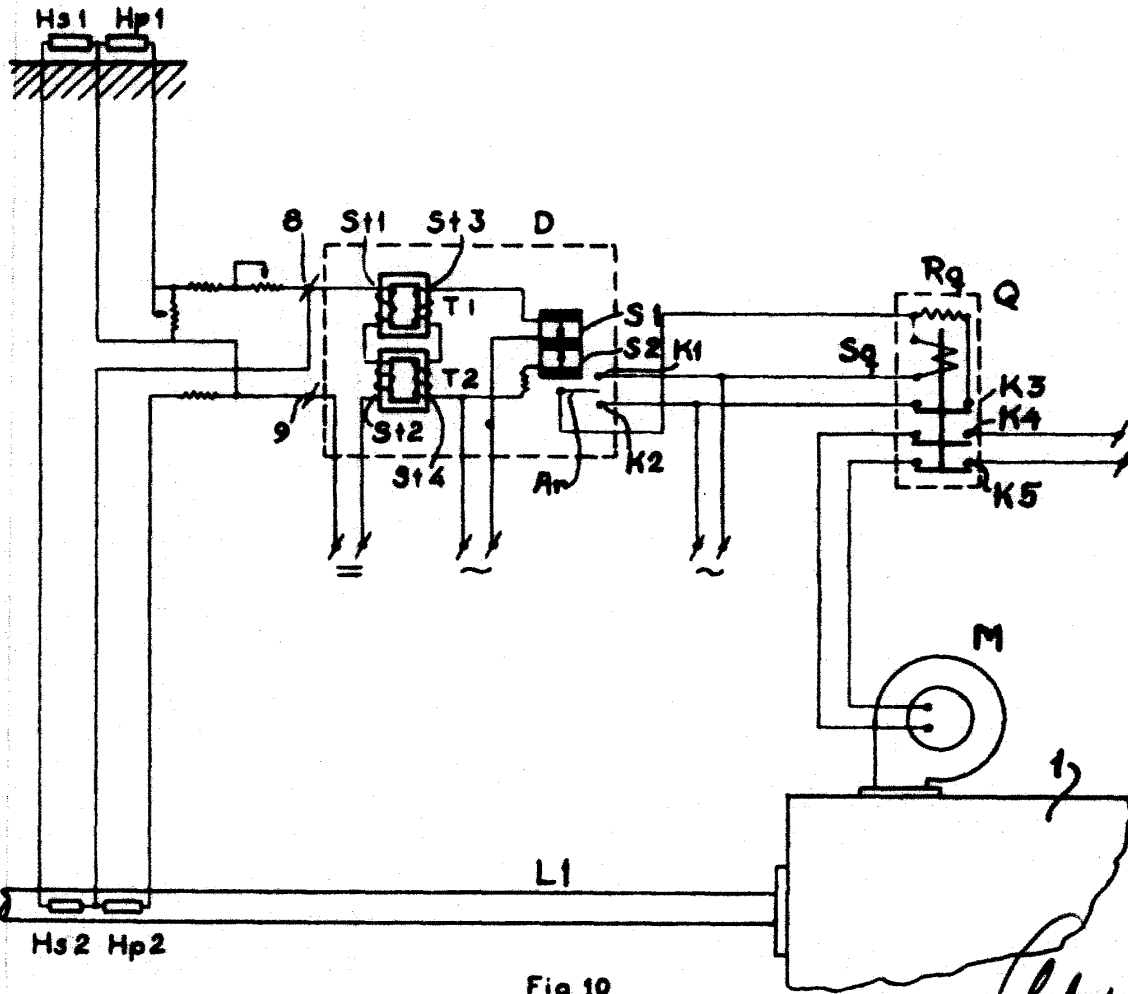 Hs1 Hp1
8 St1 St3 D
T1
S1
S2
K1
T2
9 St2
St4
Ar
K2
=
~
~
Rq Q
Sq
K3
K4
K5
M
1
L1
Hs2 Hp2
Fig 10